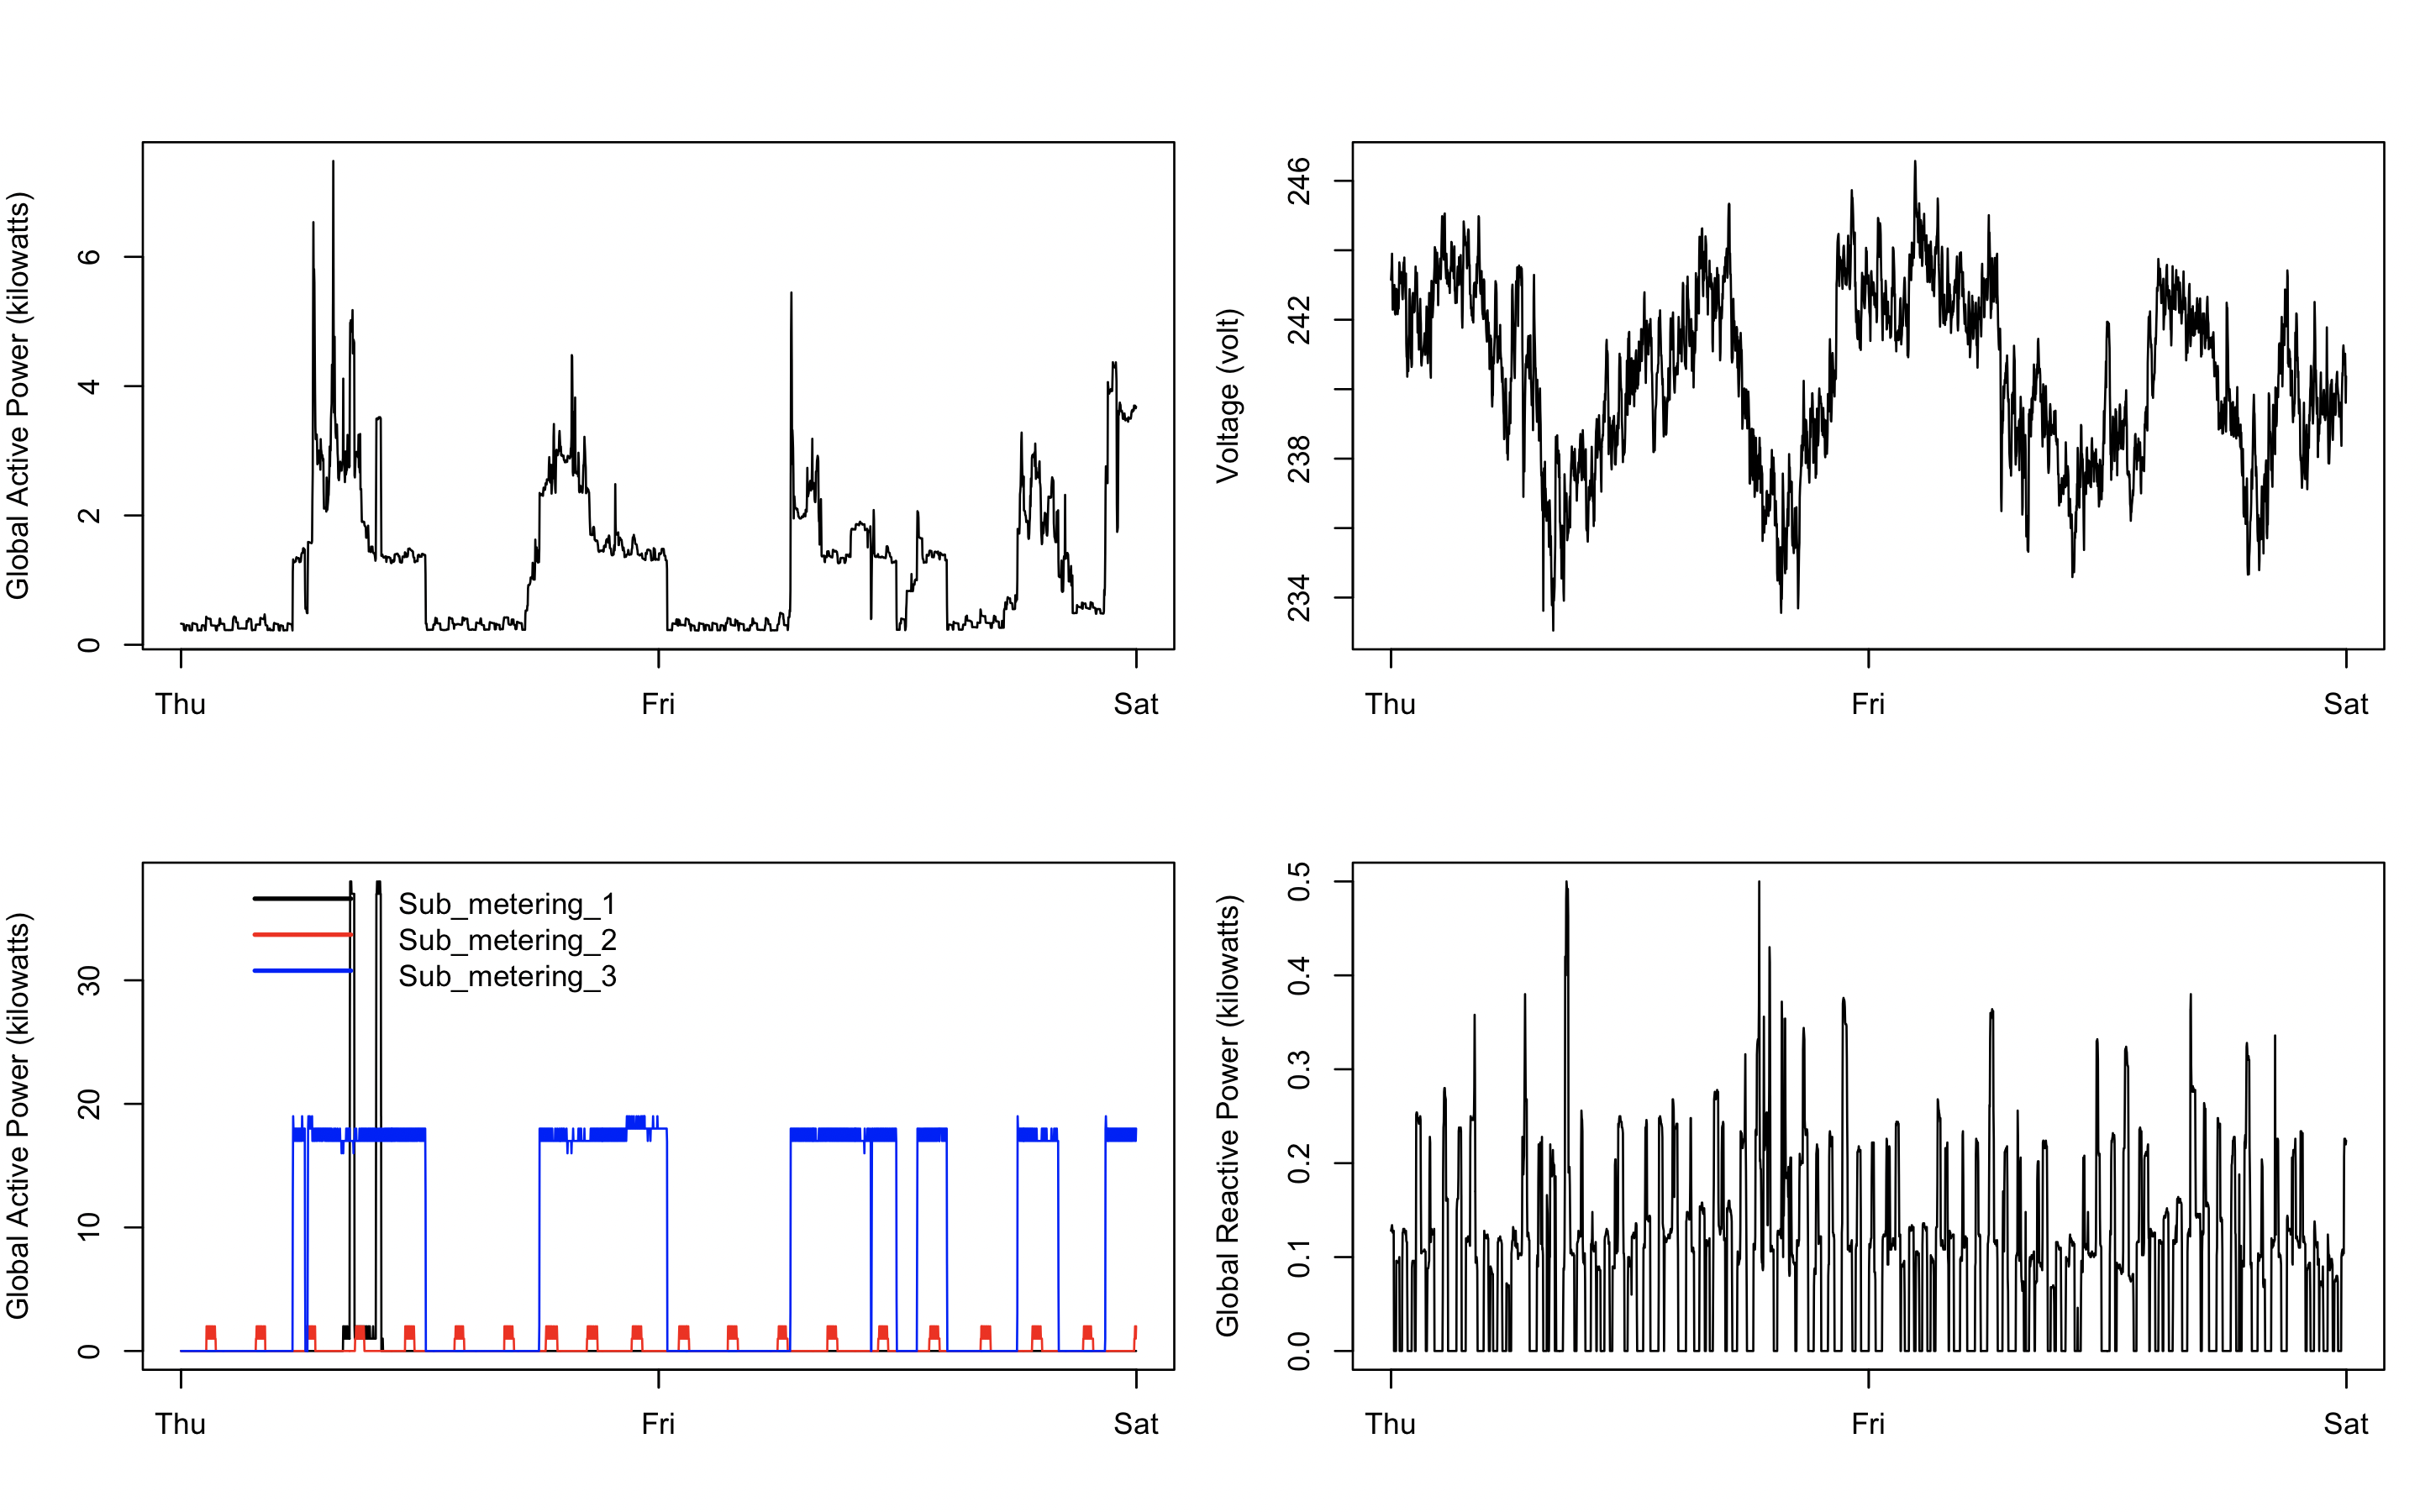 Global Active Power (kilowatts)
0
2
4
6
Thu
Fri
Sat
Voltage (volt)
234
238
242
246
Thu
Fri
Sat
Global Active Power (kilowatts)
0
10
20
30
Sub_metering_1
Sub_metering_2
Sub_metering_3
Thu
Fri
Sat
Global Reactive Power (kilowatts)
0.0
0.1
0.2
0.3
0.4
0.5
Thu
Fri
Sat